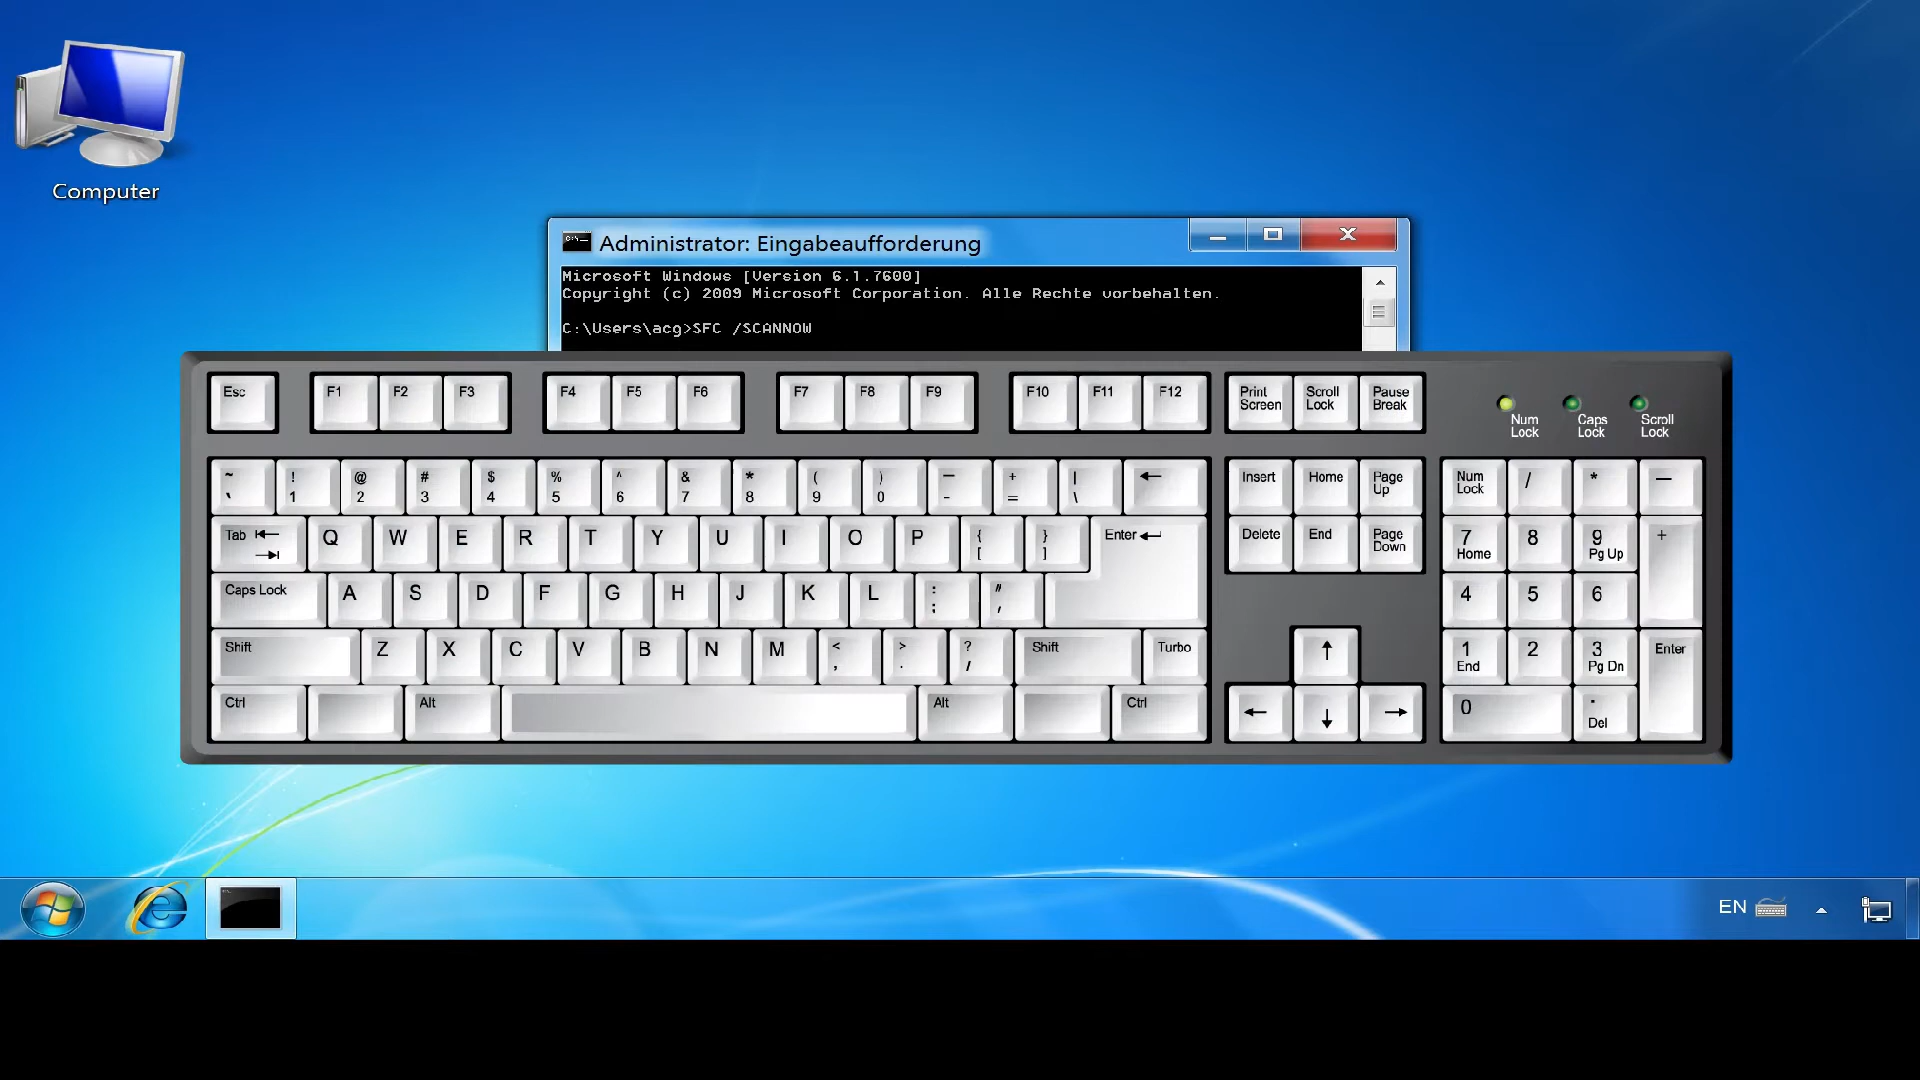 Computer
Administrator: Eingabeaufforderung
Microsoft Windows [Version 6.1.7600]
Copyright (c) 2009 Microsoft Corporation. Alle Rechte vorbehalten.
C:\Users\acg>SFC /SCANNOW
Esc F1 F2 F3 F4 F5 F6 F7 F8 F9 F10 F11 F12 Print Screen Scroll Lock Pause Break
Num Lock Caps Lock Scroll Lock
~ ! @ # $ % ^ & * ( ) — + |
` 1 2 3 4 5 6 7 8 9 0 - = \ ← Insert Home Page Up Num Lock / * —
Tab Q W E R T Y U I O P { [ } ] Enter Delete End Page Down 7 Home 8 9 Pg Up +
Caps Lock A S D F G H J K L : ; " ' 4 5 6
Shift Z X C V B N M < , > . ? / Shift Turbo ↑ 1 End 2 3 Pg Dn Enter
Ctrl Alt Alt Ctrl ← ↓ → 0 . Del
EN